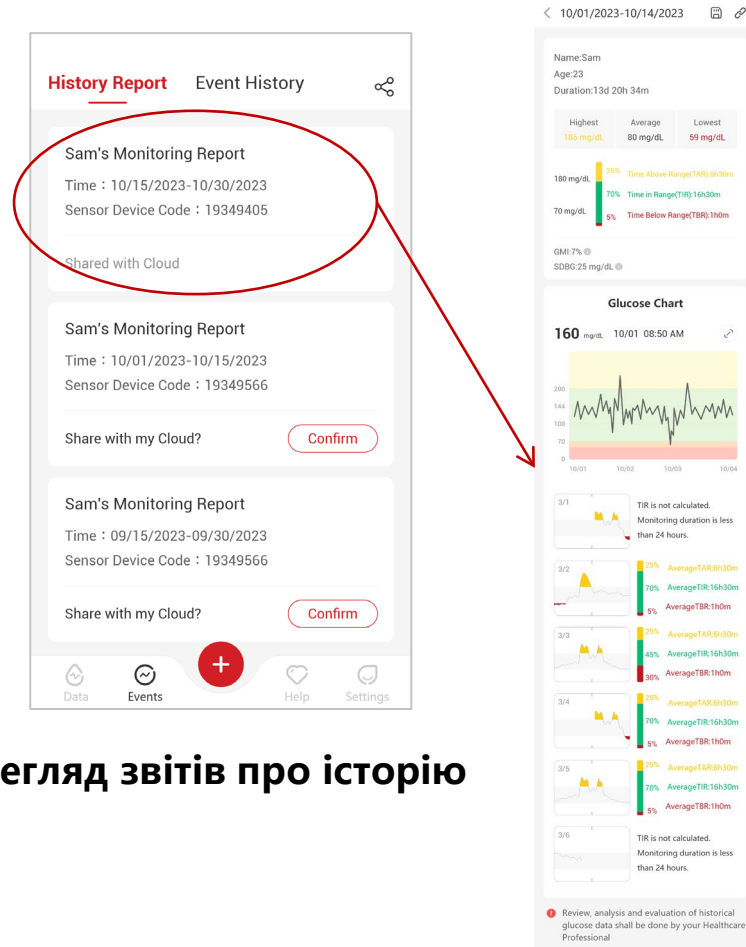 History Report Event History
Sam's Monitoring Report
Time：10/15/2023-10/30/2023
Sensor Device Code：19349405
Shared with Cloud
Sam's Monitoring Report
Time：10/01/2023-10/15/2023
Sensor Device Code：19349566
Share with my Cloud? Confirm
Sam's Monitoring Report
Time：09/15/2023-09/30/2023
Sensor Device Code：19349566
Share with my Cloud? Confirm
Data Events Help Settings
егляд звітів про історію
10/01/2023-10/14/2023
Name:Sam
Age:23
Duration:13d 20h 34m
Highest Average Lowest
186 mg/dL 80 mg/dL 59 mg/dL
25% Time Above Range(TAR):6h30m
180 mg/dL
70% Time in Range(TIR):16h30m
70 mg/dL
5% Time Below Range(TBR):1h0m
GMI:7%
SDBG:25 mg/dL
Glucose Chart
160 mg/dL 10/01 08:50 AM
200
144
108
70
0
10/01 10/02 10/03 10/04
3/1
TIR is not calculated.
Monitoring duration is less
than 24 hours.
3/2
25% AverageTAR:6h30m
70% AverageTIR:16h30m
5% AverageTBR:1h0m
3/3
25% AverageTAR:6h30m
45% AverageTIR:16h30m
30% AverageTBR:1h0m
3/4
AverageTAR:6h30m
70% AverageTIR:16h30m
5% AverageTBR:1h0m
3/5
25% AverageTAR:6h30m
70% AverageTIR:16h30m
5% AverageTBR:1h0m
3/6
TIR is not calculated.
Monitoring duration is less
than 24 hours.
Review, analysis and evaluation of historical
glucose data shall be done by your Healthcare
Professional